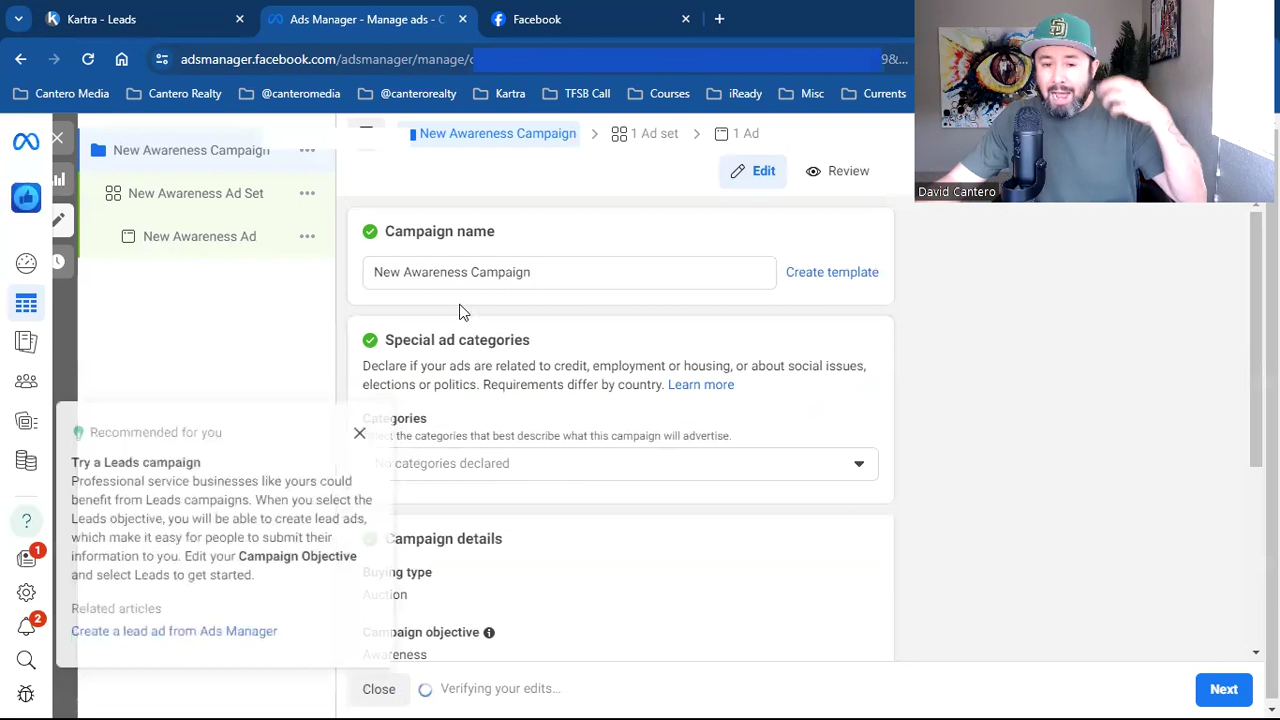 Kartra - Leads
Ads Manager - Manage ads - C
Facebook
adsmanager.facebook.com/adsmanager/manage/c
9&...
Cantero Media
Cantero Realty
@canteromedia
@canterorealty
Kartra
TFSB Call
Courses
iReady
Misc
Currents
David Cantero
New Awareness Campaign
New Awareness Ad Set
New Awareness Ad
New Awareness Campaign
1 Ad set
1 Ad
Edit
Review
Campaign name
New Awareness Campaign
Create template
Special ad categories
Declare if your ads are related to credit, employment or housing, or about social issues,
elections or politics. Requirements differ by country. Learn more
Categories
the categories that best describe what this campaign will advertise.
No categories declared
Campaign details
Buying type
Auction
Campaign objective
Awareness
Recommended for you
Try a Leads campaign
Professional service businesses like yours could
benefit from Leads campaigns. When you select the
Leads objective, you will be able to create lead ads,
which make it easy for people to submit their
information to you. Edit your Campaign Objective
and select Leads to get started.
Related articles
Create a lead ad from Ads Manager
1
2
Close
Verifying your edits...
Next